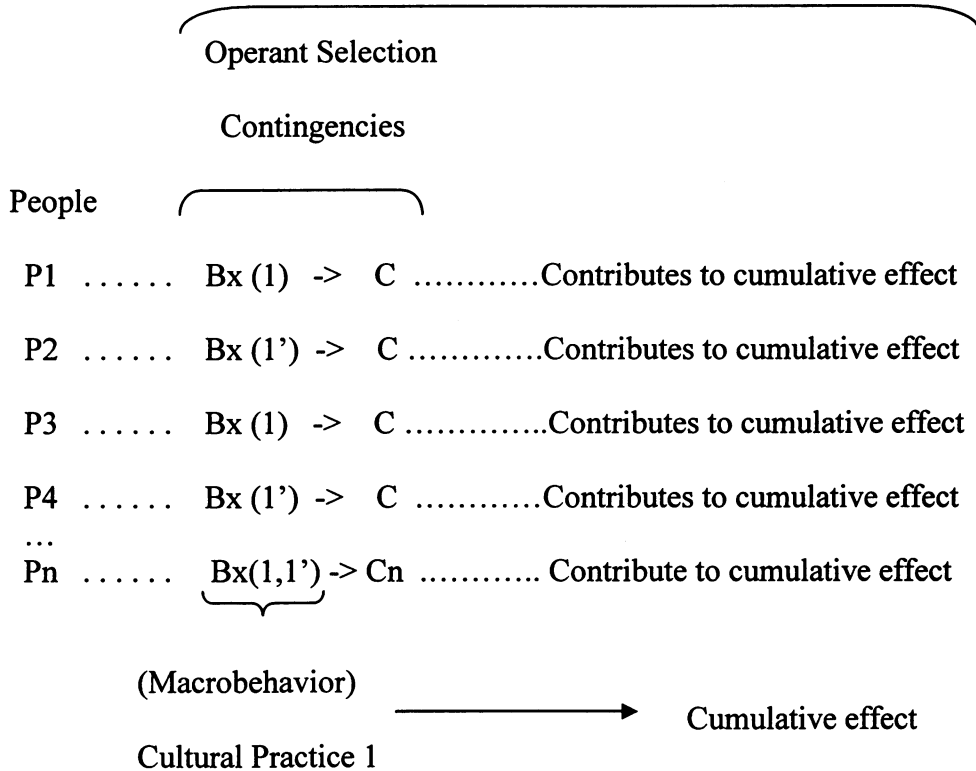 Operant Selection
Contingencies
People
P1 ...... Bx (1) -> C ............Contributes to cumulative effect
P2 ...... Bx (1’) -> C .............Contributes to cumulative effect
P3 ...... Bx (1) -> C ..............Contributes to cumulative effect
P4 ...... Bx (1’) -> C .............Contributes to cumulative effect
...
Pn ...... Bx(1,1’) -> Cn ........... Contribute to cumulative effect
(Macrobehavior)
Cumulative effect
Cultural Practice 1